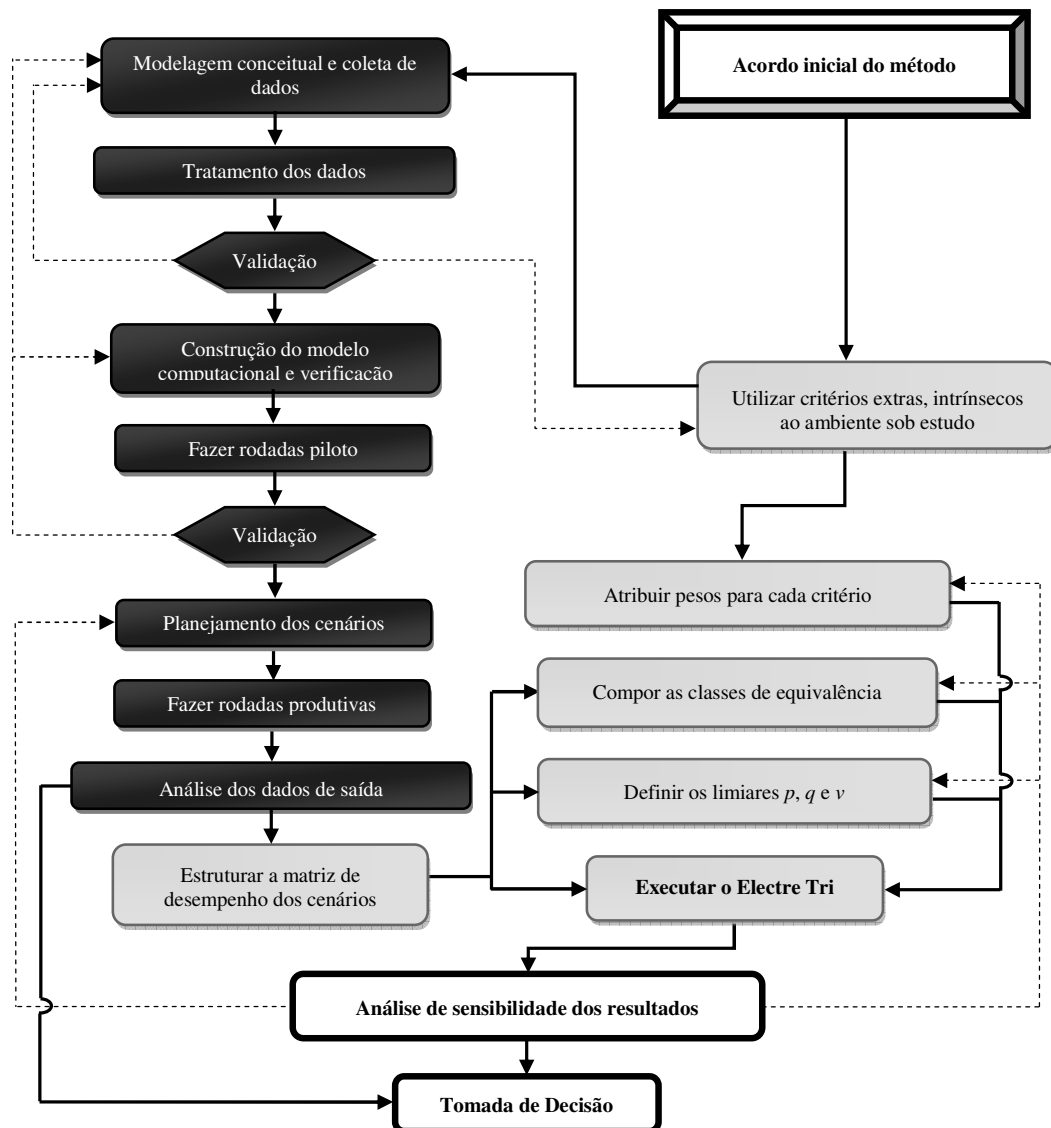 Acordo inicial do método
Modelagem conceitual e coleta de
dados
Tratamento dos dados
Validação
Construção do modelo
computacional e verificação
Utilizar critérios extras, intrínsecos
ao ambiente sob estudo
Fazer rodadas piloto
Validação
Atribuir pesos para cada critério
Planejamento dos cenários
Compor as classes de equivalência
Fazer rodadas produtivas
Análise dos dados de saída
Definir os limiares p, q e v
Estruturar a matriz de
desempenho dos cenários
Executar o Electre Tri
Análise de sensibilidade dos resultados
Tomada de Decisão